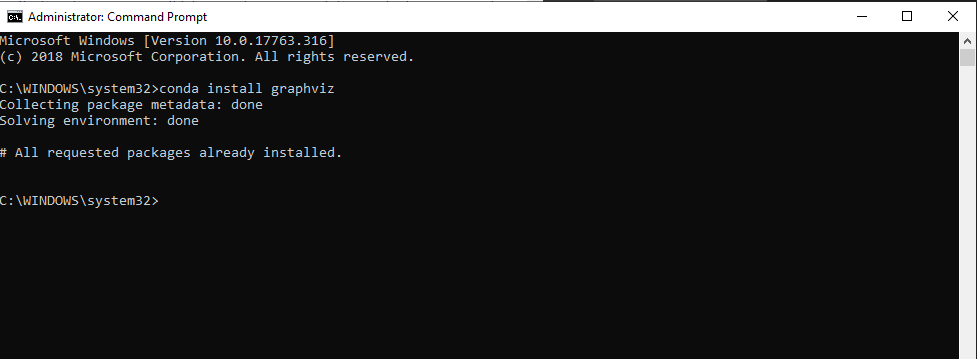 Administrator: Command Prompt
Microsoft Windows [Version 10.0.17763.316]
(c) 2018 Microsoft Corporation. All rights reserved.
C:\WINDOWS\system32>conda install graphviz
Collecting package metadata: done
Solving environment: done
# All requested packages already installed.
C:\WINDOWS\system32>